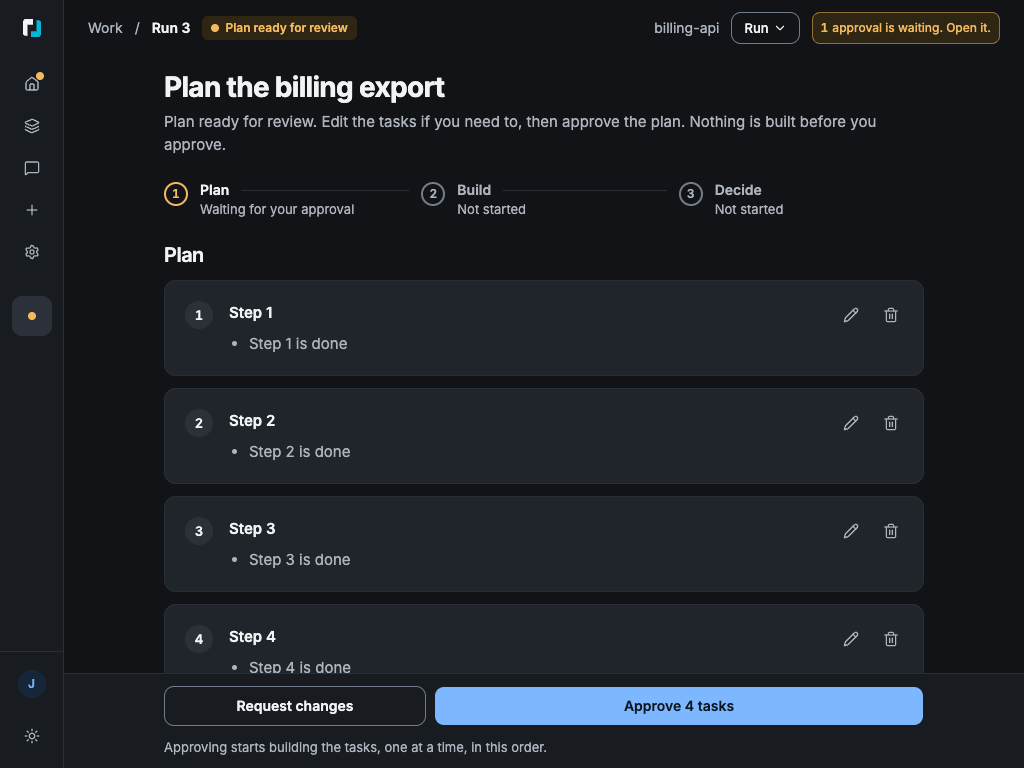 Work / Run 3
Plan ready for review
billing-api
Run
1 approval is waiting. Open it.
Plan the billing export
Plan ready for review. Edit the tasks if you need to, then approve the plan. Nothing is built before you
approve.
1 Plan
Waiting for your approval
2 Build
Not started
3 Decide
Not started
Plan
1 Step 1
• Step 1 is done
2 Step 2
• Step 2 is done
3 Step 3
• Step 3 is done
4 Step 4
• Step 4 is done
J
Request changes
Approve 4 tasks
Approving starts building the tasks, one at a time, in this order.